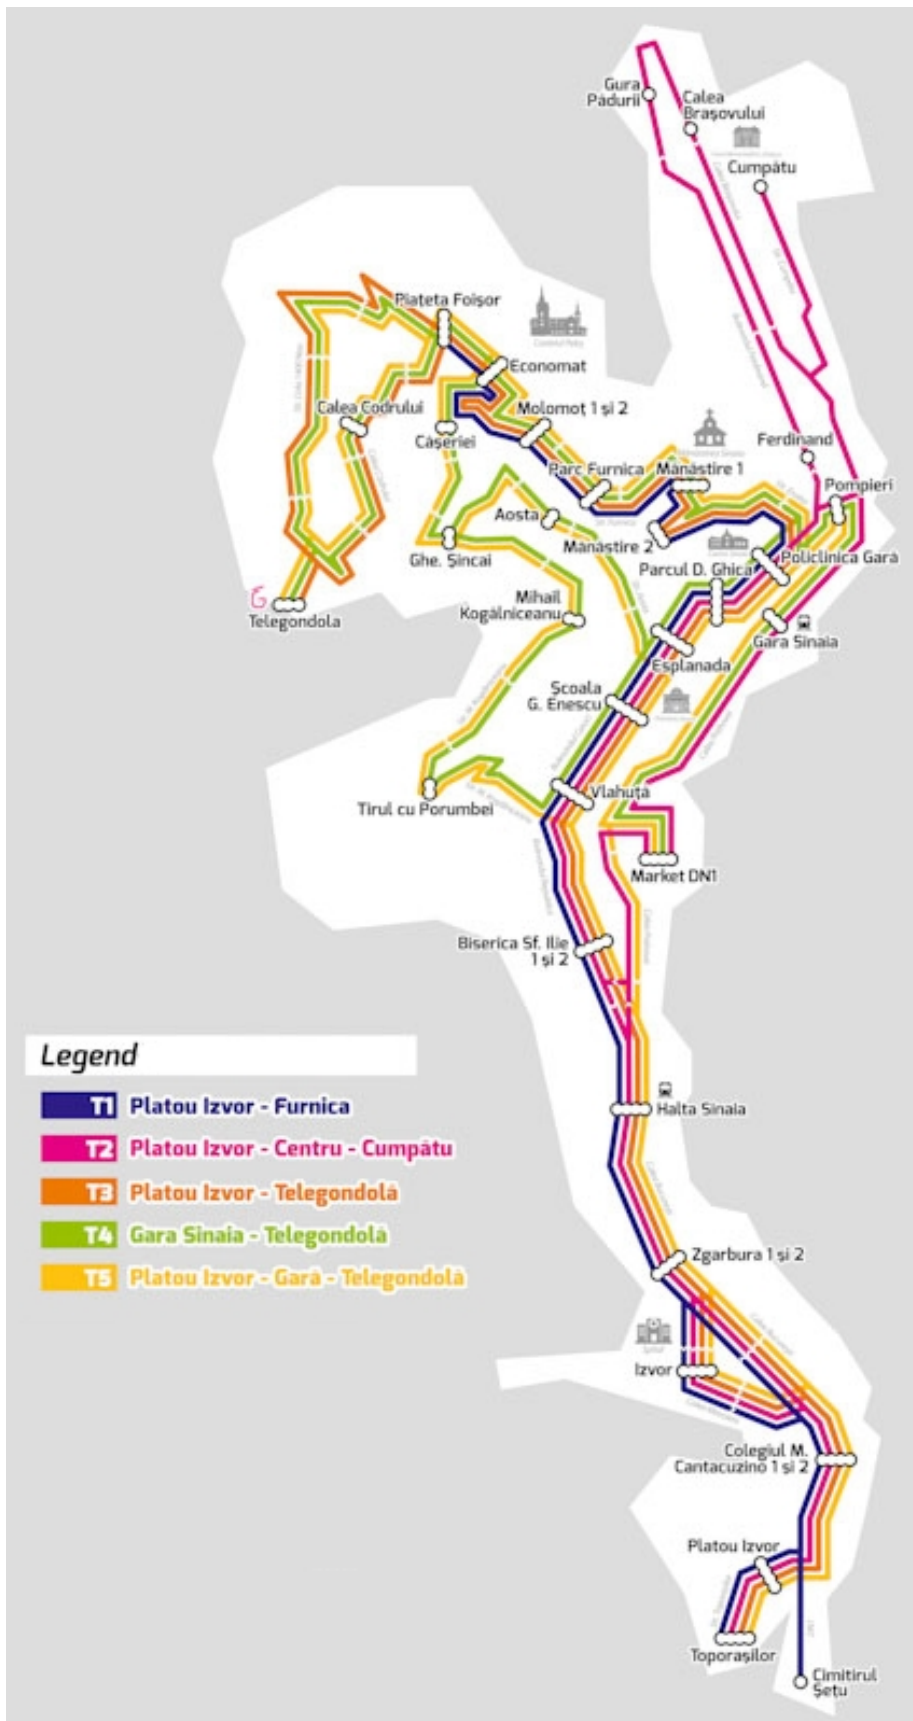 Gura
Pădurii
Calea
Brașovului
Cumpătu
Piațeta Foișor
Economat
Calea Codrului
Molomoț 1 și 2
Câșeriei
Ferdinand
Parc Furnica
Mănăstire 1
Pompieri
Aosta
Mănăstire 2
Policlinica Gară
Ghe. Șincai
Parcul D. Ghica
Mihail
Kogălniceanu
Telegondola
Gara Sinaia
Esplanada
Școala
G. Enescu
Tirul cu Porumbei
Vlahuță
Market DN1
Biserica Sf. Ilie
1 și 2
Legend
T1 Platou Izvor - Furnica
T2 Platou Izvor - Centru - Cumpătu
T3 Platou Izvor - Telegondolă
T4 Gara Sinaia - Telegondolă
T5 Platou Izvor - Gară - Telegondolă
Halta Sinaia
Zgarbura 1 și 2
Izvor
Colegiul M.
Cantacuzino 1 și 2
Platou Izvor
Toporașilor
Cimitirul
Șețu